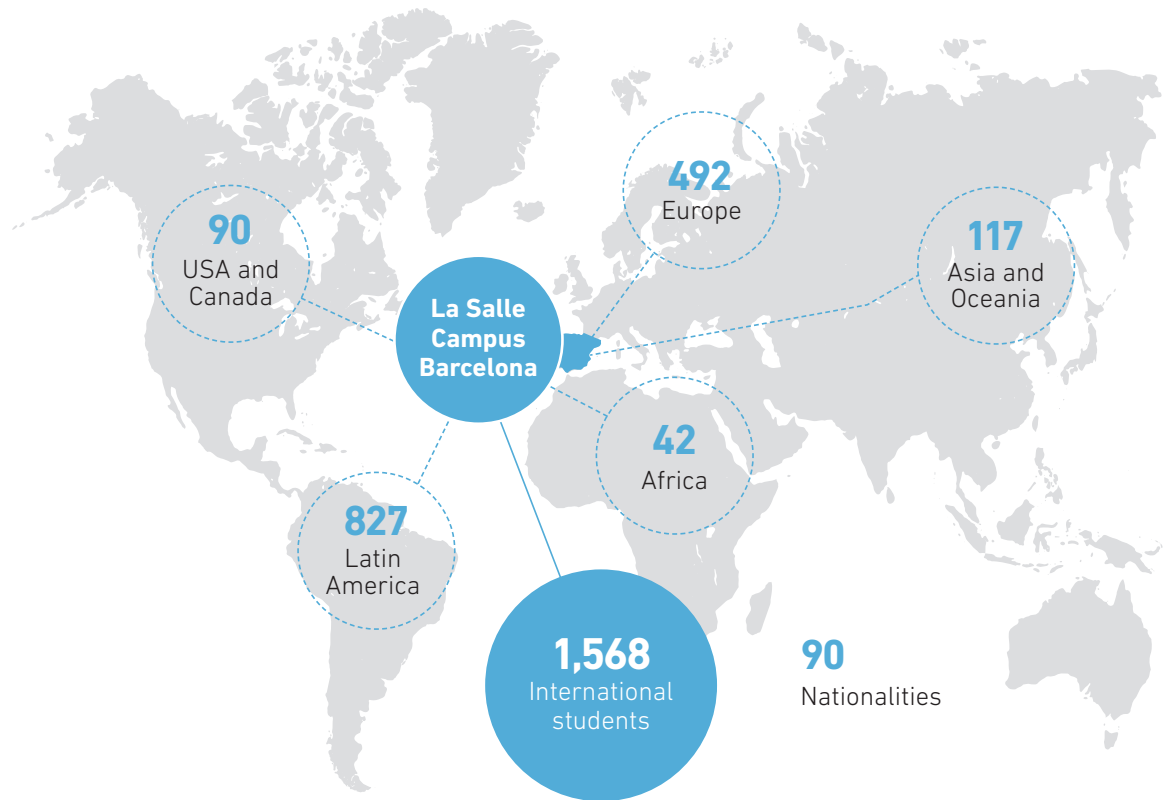 492
Europe
90
USA and
Canada
117
Asia and
Oceania
La Salle
Campus
Barcelona
42
Africa
827
Latin
America
1,568
International
students
90
Nationalities